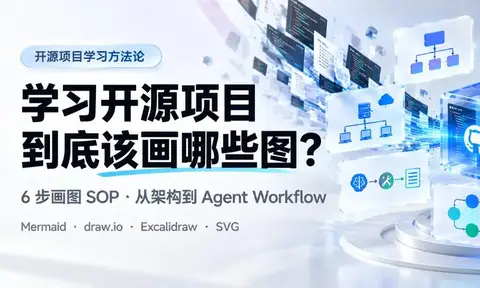 开源项目学习方法论
学习开源项目
到底该画哪些图?
6 步画图 SOP · 从架构到 Agent Workflow
Mermaid · draw.io · Excalidraw · SVG